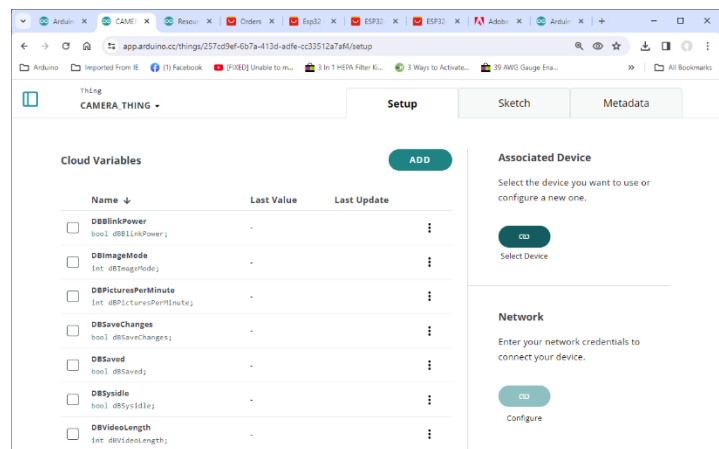 Arduin
CAMEF
Resour
Orders
Esp32
ESP32
ESP32
Adobe
Arduin
app.arduino.cc/things/257cd9ef-6b7a-413d-adfe-cc33512a7af4/setup
Arduino
Imported From IE
(1) Facebook
[FIXED] Unable to m...
3 In 1 HEPA Filter Ki...
3 Ways to Activate...
39 AWG Gauge Ena...
All Bookmarks
Thing
CAMERA_THING
Setup
Sketch
Metadata
Cloud Variables
ADD
Name
Last Value
Last Update
DBBlinkPower
bool dBBlinkPower;
-
DBImageMode
int dBImageMode;
-
DBPicturesPerMinute
int dBPicturesPerMinute;
-
DBSaveChanges
bool dBSaveChanges;
-
DBSaved
bool dBSaved;
-
DBSysidle
bool dBSysidle;
-
DBVideoLength
int dBVideoLength;
-
Associated Device
Select the device you want to use or
configure a new one.
Select Device
Network
Enter your network credentials to
connect your device.
Configure